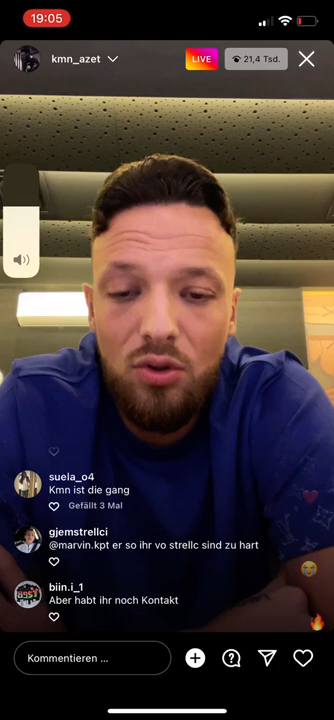 19:05
kmn_azet
LIVE
21,4 Tsd.
suela_o4
Kmn ist die gang
Gefällt 3 Mal
gjemstrellci
@marvin.kpt er so ihr vo strellc sind zu hart
biin.i_1
Aber habt ihr noch Kontakt
Kommentieren ...